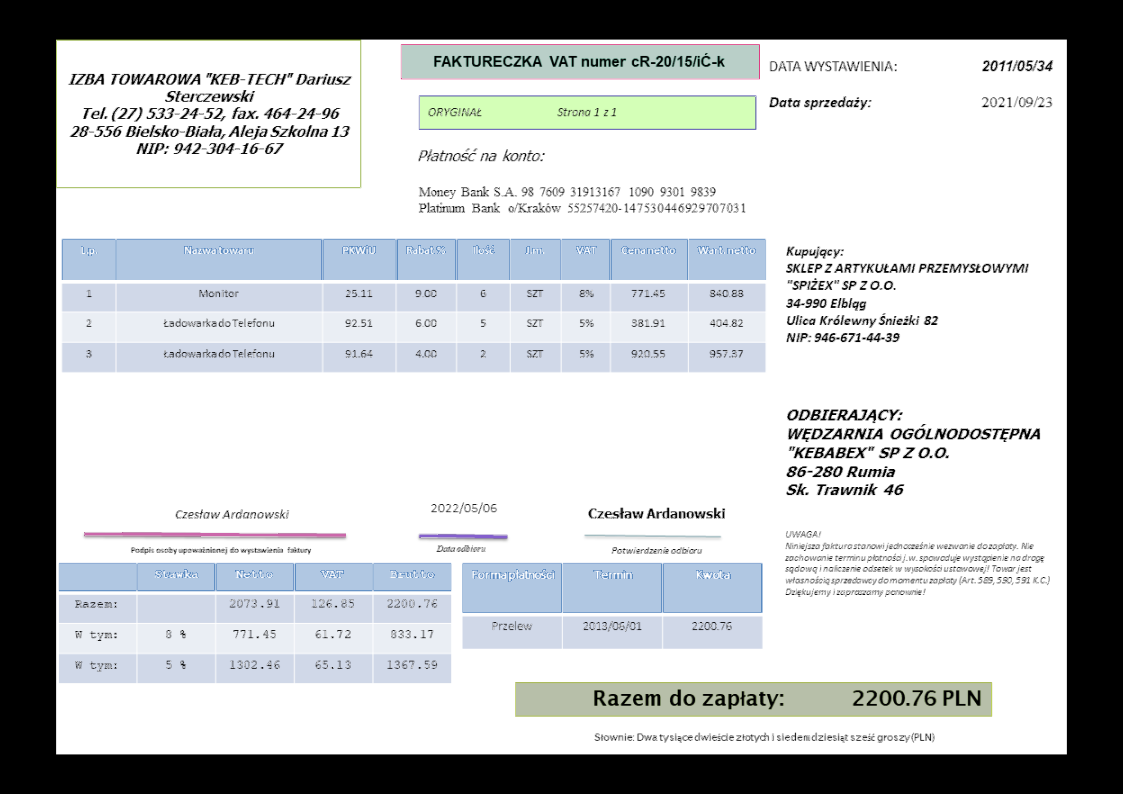 IZBA TOWAROWA "KEB-TECH" Dariusz
Sterczewski
Tel. (27) 533-24-52, fax. 464-24-96
28-556 Bielsko-Biała, Aleja Szkolna 13
NIP: 942-304-16-67
FAKTURECZKA VAT numer cR-20/15/iĆ-k
ORYGINAŁ Strona 1 z 1
DATA WYSTAWIENIA: 2011/05/34
Data sprzedaży: 2021/09/23
Płatność na konto:
Money Bank S.A. 98 7609 31913167 1090 9301 9839
Platinum Bank o/Kraków 55257420-147530446929707031
Lp. Nazwa towaru PKWiU Rabat.% Ilość J.m. VAT Cena netto Wart.netto
1 Monitor 25.11 9.00 6 SZT 8% 771.45 840.88
2 Ładowarka do Telefonu 92.51 6.00 5 SZT 5% 381.91 404.82
3 Ładowarka do Telefonu 91.64 4.00 2 SZT 5% 920.55 957.37
Kupujący:
SKLEP Z ARTYKUŁAMI PRZEMYSŁOWYMI
"SPIŻEX" SP Z O.O.
34-990 Elbląg
Ulica Królewny Śnieżki 82
NIP: 946-671-44-39
ODBIERAJĄCY:
WĘDZARNIA OGÓLNODOSTĘPNA
"KEBABEX" SP Z O.O.
86-280 Rumia
Sk. Trawnik 46
Czesław Ardanowski
Podpis osoby upoważnionej do wystawienia faktury
2022/05/06
Data odbioru
Czesław Ardanowski
Potwierdzenie odbioru
UWAGA!
Niniejsza faktura stanowi jednocześnie wezwanie do zapłaty. Nie
zachowanie terminu płatności j.w. spowoduje wystąpienie na drogę
sądową i naliczenie odsetek w wysokości ustawowej! Towar jest
własnością sprzedawcy do momentu zapłaty (Art. 589, 590, 591 K.C.)
Dziękujemy i zapraszamy ponownie!
Stawka Netto VAT Brutto
Razem: 2073.91 126.85 2200.76
W tym: 8 % 771.45 61.72 833.17
W tym: 5 % 1302.46 65.13 1367.59
Forma płatności Termin Kwota
Przelew 2013/06/01 2200.76
Razem do zapłaty: 2200.76 PLN
Słownie: Dwa tysiące dwieście złotych i siedemdziesiąt sześć groszy (PLN)